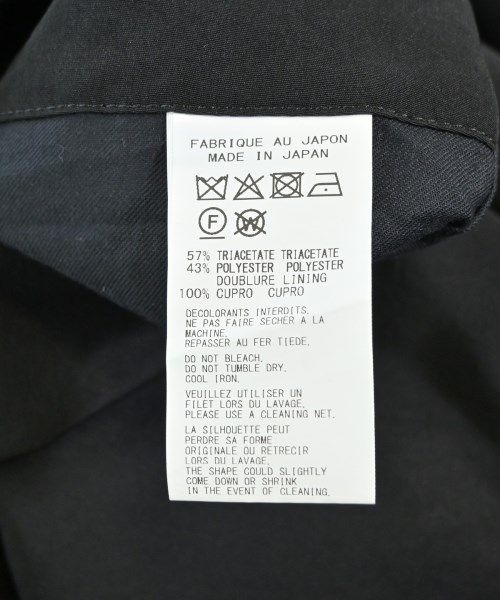 FABRIQUE AU JAPON
MADE IN JAPAN
F W
57% TRIACETATE TRIACETATE
43% POLYESTER POLYESTER
DOUBLURE LINING
100% CUPRO CUPRO
DECOLORANTS INTERDITS.
NE PAS FAIRE SECHER A LA
MACHINE.
REPASSER AU FER TIEDE.
DO NOT BLEACH.
DO NOT TUMBLE DRY.
COOL IRON.
VEUILLEZ UTILISER UN
FILET LORS DU LAVAGE.
PLEASE USE A CLEANING NET.
LA SILHOUETTE PEUT
PERDRE SA FORME
ORIGINALE OU RETRECIR
LORS DU LAVAGE.
THE SHAPE COULD SLIGHTLY
COME DOWN OR SHRINK
IN THE EVENT OF CLEANING.